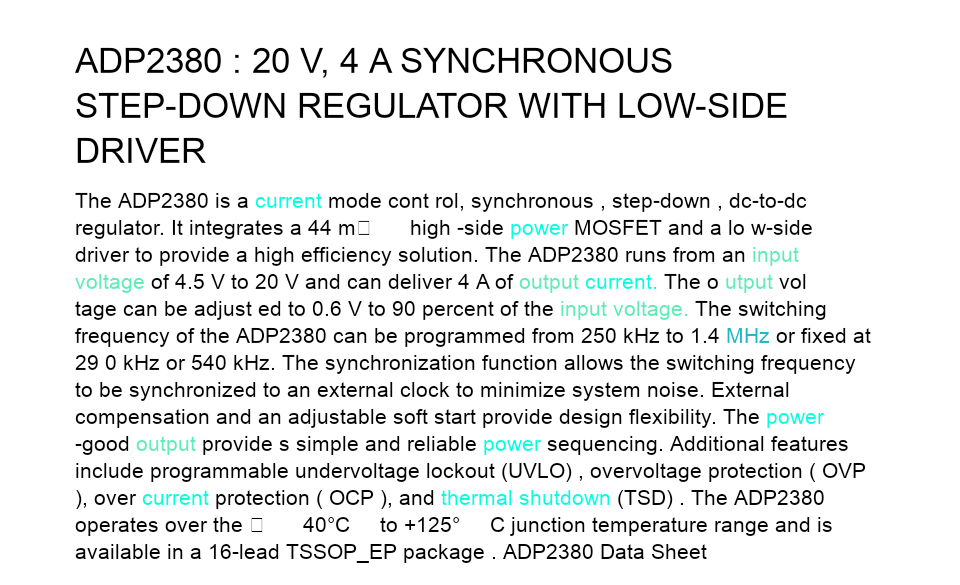 ADP2380 : 20 V, 4 A SYNCHRONOUS
STEP-DOWN REGULATOR WITH LOW-SIDE
DRIVER
The ADP2380 is a current mode cont rol, synchronous , step-down , dc-to-dc
regulator. It integrates a 44 m□ high -side power MOSFET and a lo w-side
driver to provide a high efficiency solution. The ADP2380 runs from an input
voltage of 4.5 V to 20 V and can deliver 4 A of output current. The o utput vol
tage can be adjust ed to 0.6 V to 90 percent of the input voltage. The switching
frequency of the ADP2380 can be programmed from 250 kHz to 1.4 MHz or fixed at
29 0 kHz or 540 kHz. The synchronization function allows the switching frequency
to be synchronized to an external clock to minimize system noise. External
compensation and an adjustable soft start provide design flexibility. The power
-good output provide s simple and reliable power sequencing. Additional features
include programmable undervoltage lockout (UVLO) , overvoltage protection ( OVP
), over current protection ( OCP ), and thermal shutdown (TSD) . The ADP2380
operates over the □ 40°C to +125° C junction temperature range and is
available in a 16-lead TSSOP_EP package . ADP2380 Data Sheet